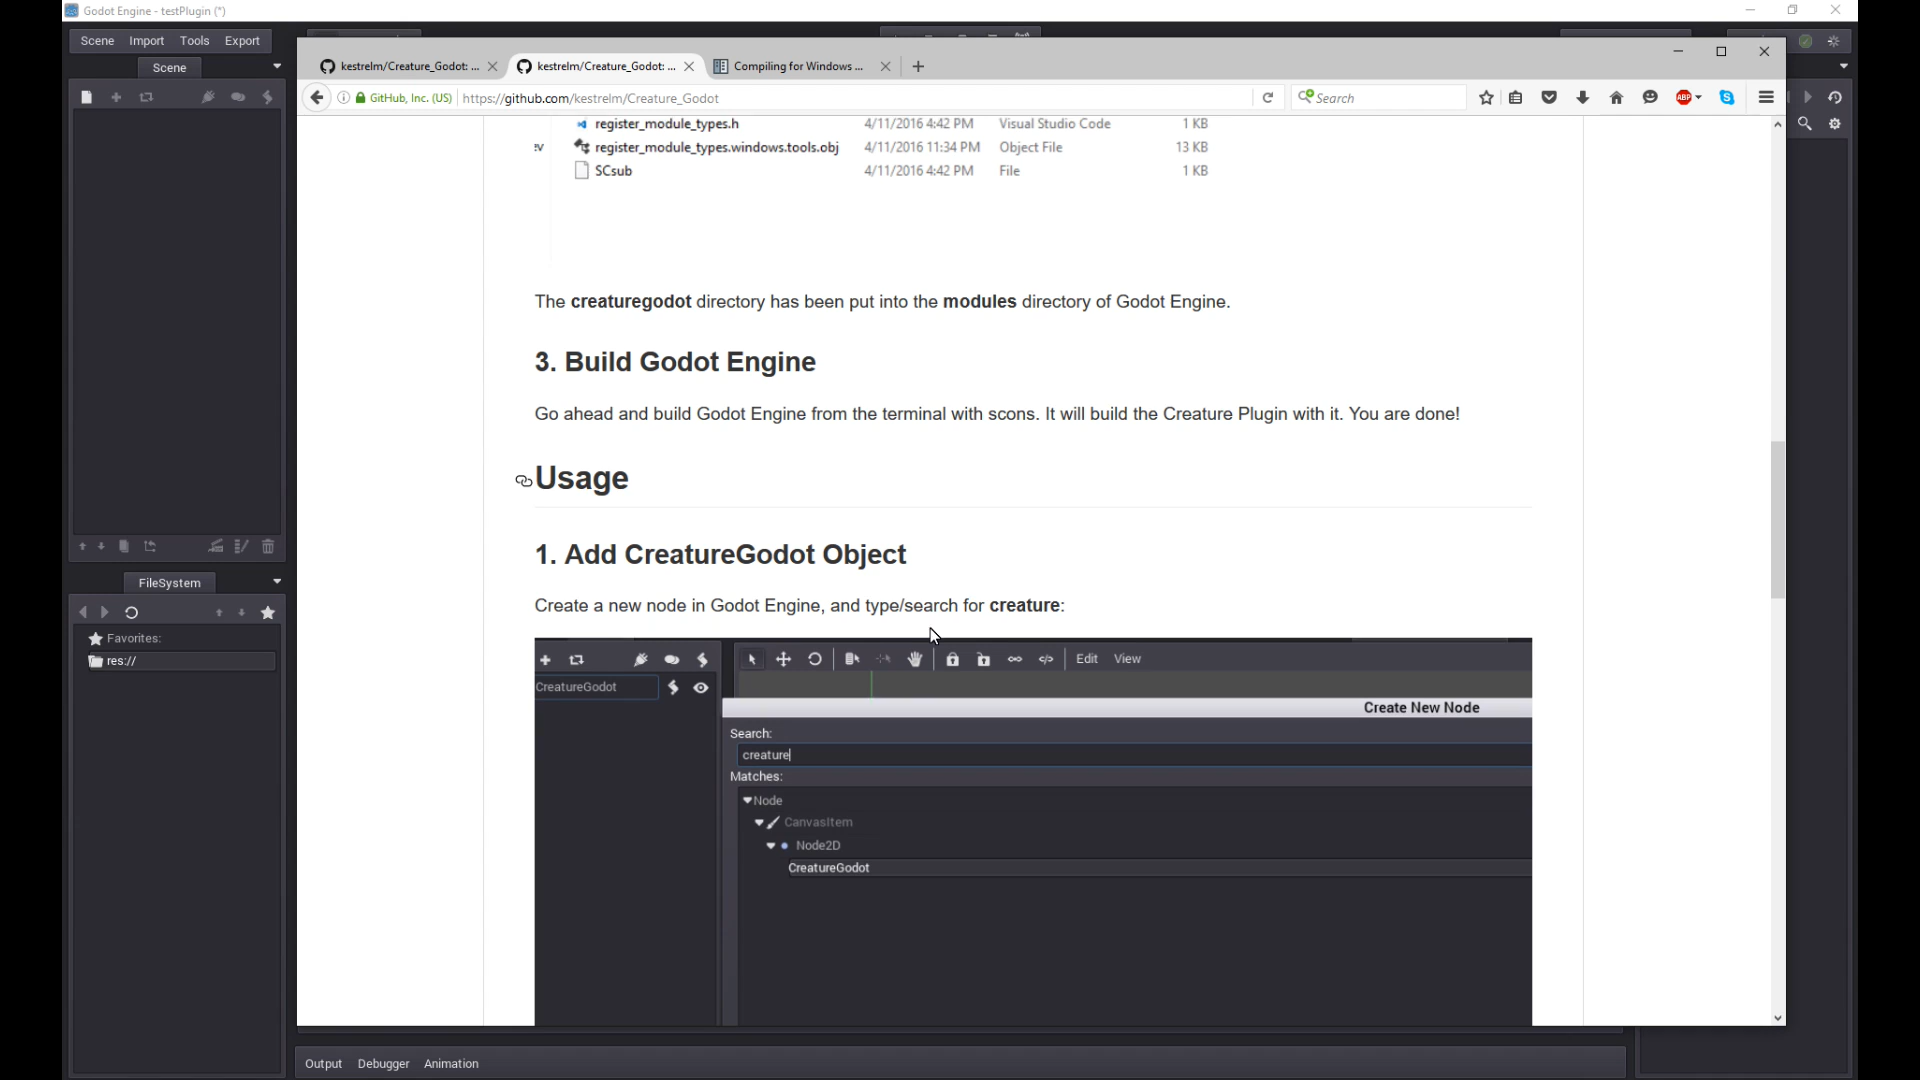 Godot Engine - testPlugin (*)
Scene Import Tools Export
Scene
kestrelm/Creature_Godot: ...
kestrelm/Creature_Godot: ...
Compiling for Windows ...
GitHub, Inc. (US)
https://github.com/kestrelm/Creature_Godot
Search
ABP
register_module_types.h 4/11/2016 4:42 PM Visual Studio Code 1 KB
register_module_types.windows.tools.obj 4/11/2016 11:34 PM Object File 13 KB
SCsub 4/11/2016 4:42 PM File 1 KB
The creaturegodot directory has been put into the modules directory of Godot Engine.
3. Build Godot Engine
Go ahead and build Godot Engine from the terminal with scons. It will build the Creature Plugin with it. You are done!
Usage
1. Add CreatureGodot Object
Create a new node in Godot Engine, and type/search for creature:
CreatureGodot
Edit View
Create New Node
Search:
creature
Matches:
Node
CanvasItem
Node2D
CreatureGodot
FileSystem
Favorites:
res://
Output Debugger Animation